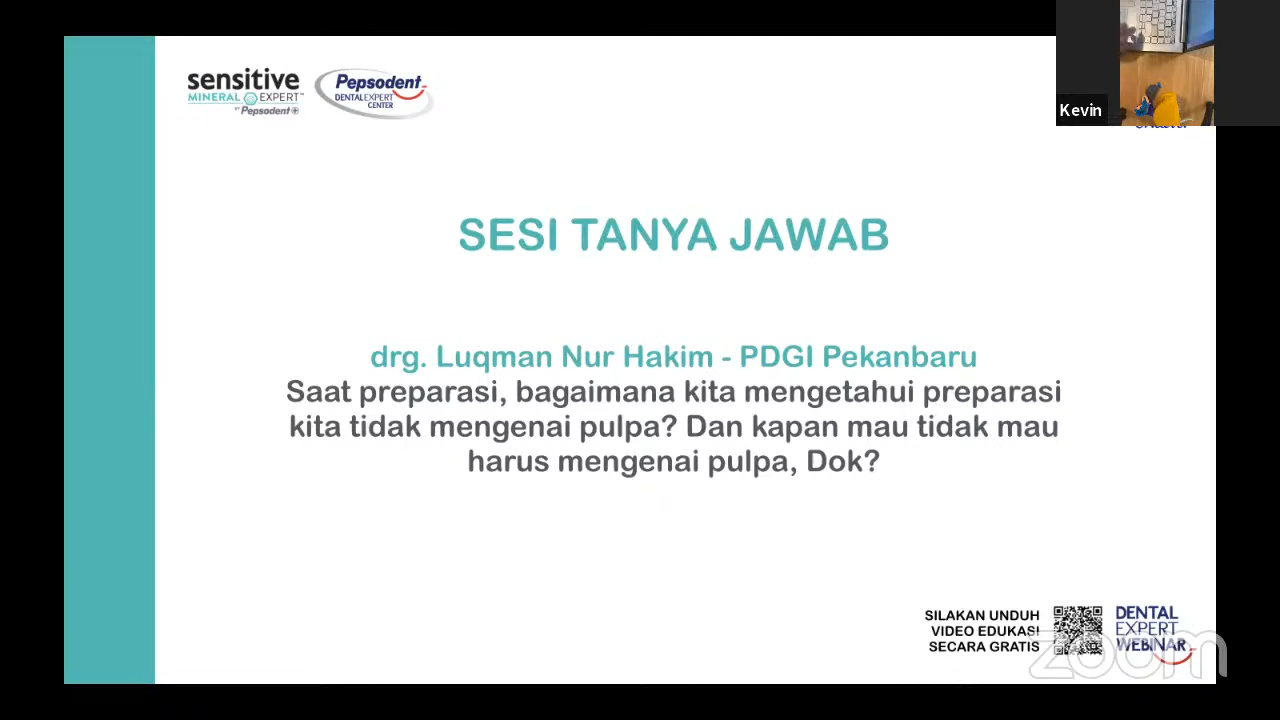 sensitive
MINERAL EXPERT™
BY Pepsodent
Pepsodent
DENTAL EXPERT
CENTER
Kevin
SESI TANYA JAWAB
drg. Luqman Nur Hakim - PDGI Pekanbaru
Saat preparasi, bagaimana kita mengetahui preparasi
kita tidak mengenai pulpa? Dan kapan mau tidak mau
harus mengenai pulpa, Dok?
SILAKAN UNDUH
VIDEO EDUKASI
SECARA GRATIS
DENTAL
EXPERT
WEBINAR
zoom